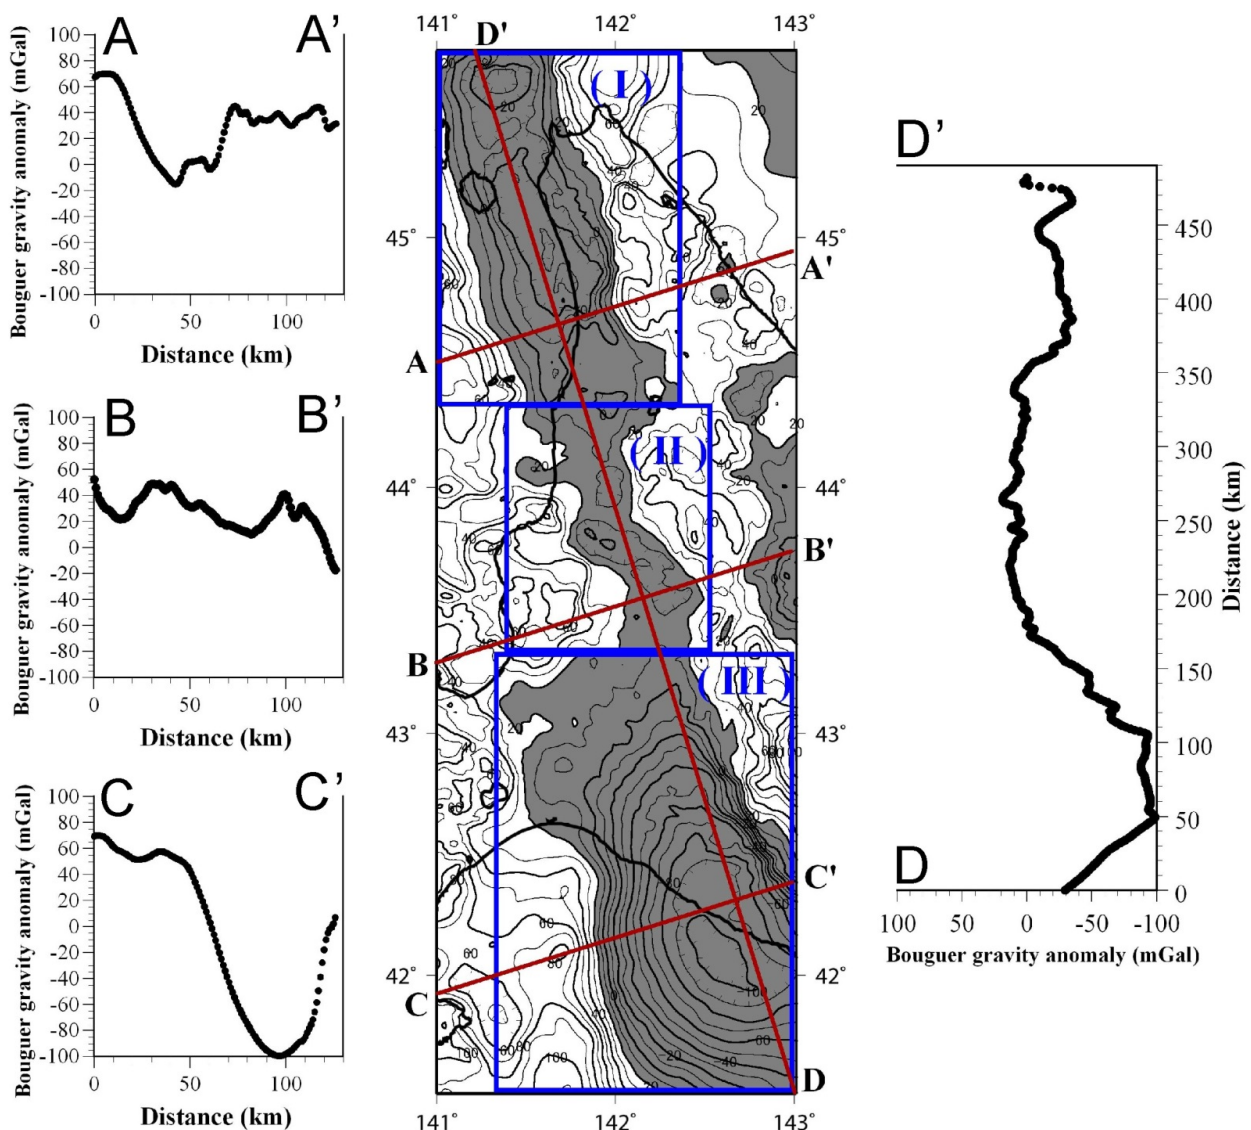 A A'
Bouguer gravity anomaly (mGal)
100
80
60
40
20
0
-20
-40
-60
-80
-100
0 50 100
Distance (km)
B B'
Bouguer gravity anomaly (mGal)
100
80
60
40
20
0
-20
-40
-60
-80
-100
0 50 100
Distance (km)
C C'
Bouguer gravity anomaly (mGal)
100
80
60
40
20
0
-20
-40
-60
-80
-100
0 50 100
Distance (km)
141° 142° 143°
D'
( I )
45° 45°
A'
A
44° 44°
( II )
B'
B
( III )
43° 43°
C'
42° 42°
C
D
141° 142° 143°
D'
450
400
350
300
250
200
150
100
50
0
Distance (km)
D
100 50 0 -50 -100
Bouguer gravity anomaly (mGal)